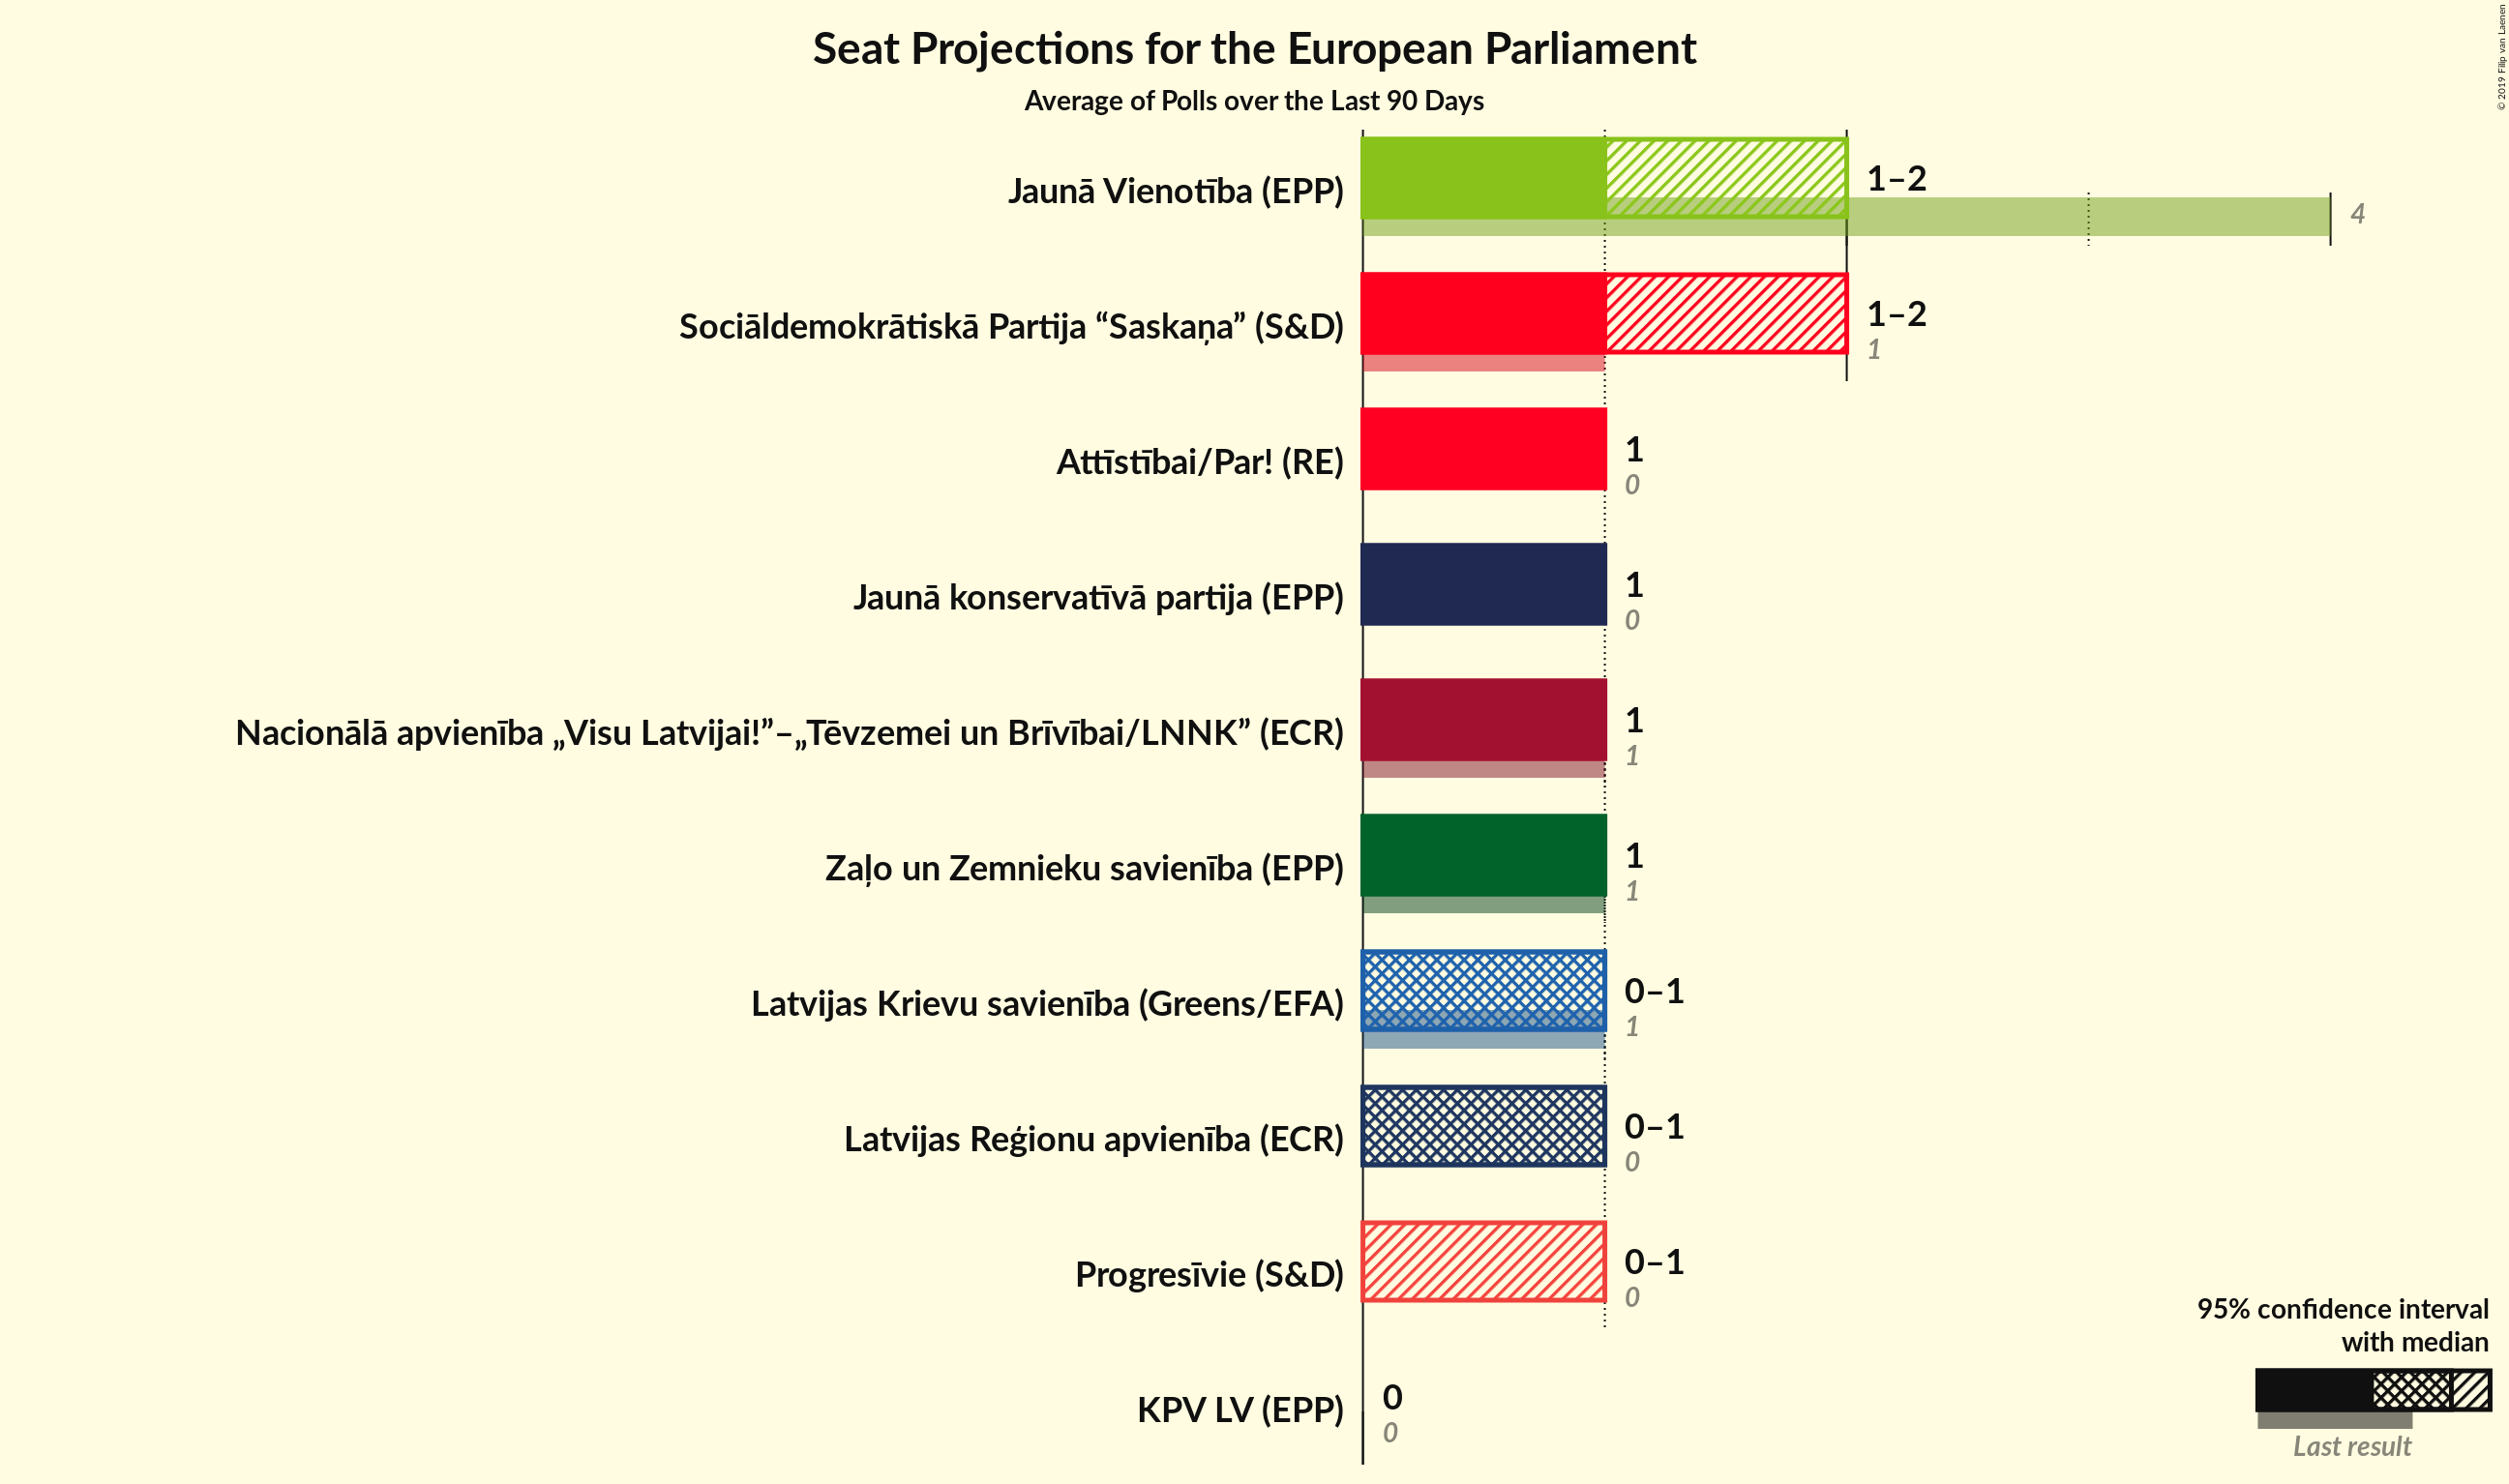 Seat Projections for the European Parliament
Average of Polls over the Last 90 Days
© 2019 Filip van Laenen
Jaunā Vienotība (EPP)
1–2
4
Sociāldemokrātiskā Partija “Saskaņa” (S&D)
1–2
1
Attīstībai/Par! (RE)
1
0
Jaunā konservatīvā partija (EPP)
1
0
Nacionālā apvienība „Visu Latvijai!”–„Tēvzemei un Brīvībai/LNNK” (ECR)
1
1
Zaļo un Zemnieku savienība (EPP)
1
1
Latvijas Krievu savienība (Greens/EFA)
0–1
1
Latvijas Reģionu apvienība (ECR)
0–1
0
Progresīvie (S&D)
0–1
0
KPV LV (EPP)
0
0
95% confidence interval
with median
Last result